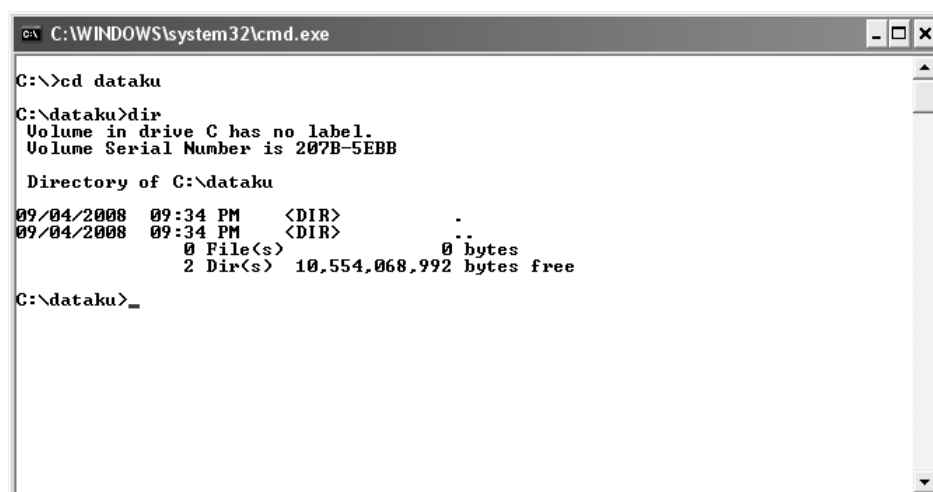 C:\WINDOWS\system32\cmd.exe
C:\>cd dataku
C:\dataku>dir
Volume in drive C has no label.
Volume Serial Number is 207B-5EBB
Directory of C:\dataku
09/04/2008  09:34 PM    <DIR>          .
09/04/2008  09:34 PM    <DIR>          ..
0 File(s)              0 bytes
2 Dir(s)  10,554,068,992 bytes free
C:\dataku>_